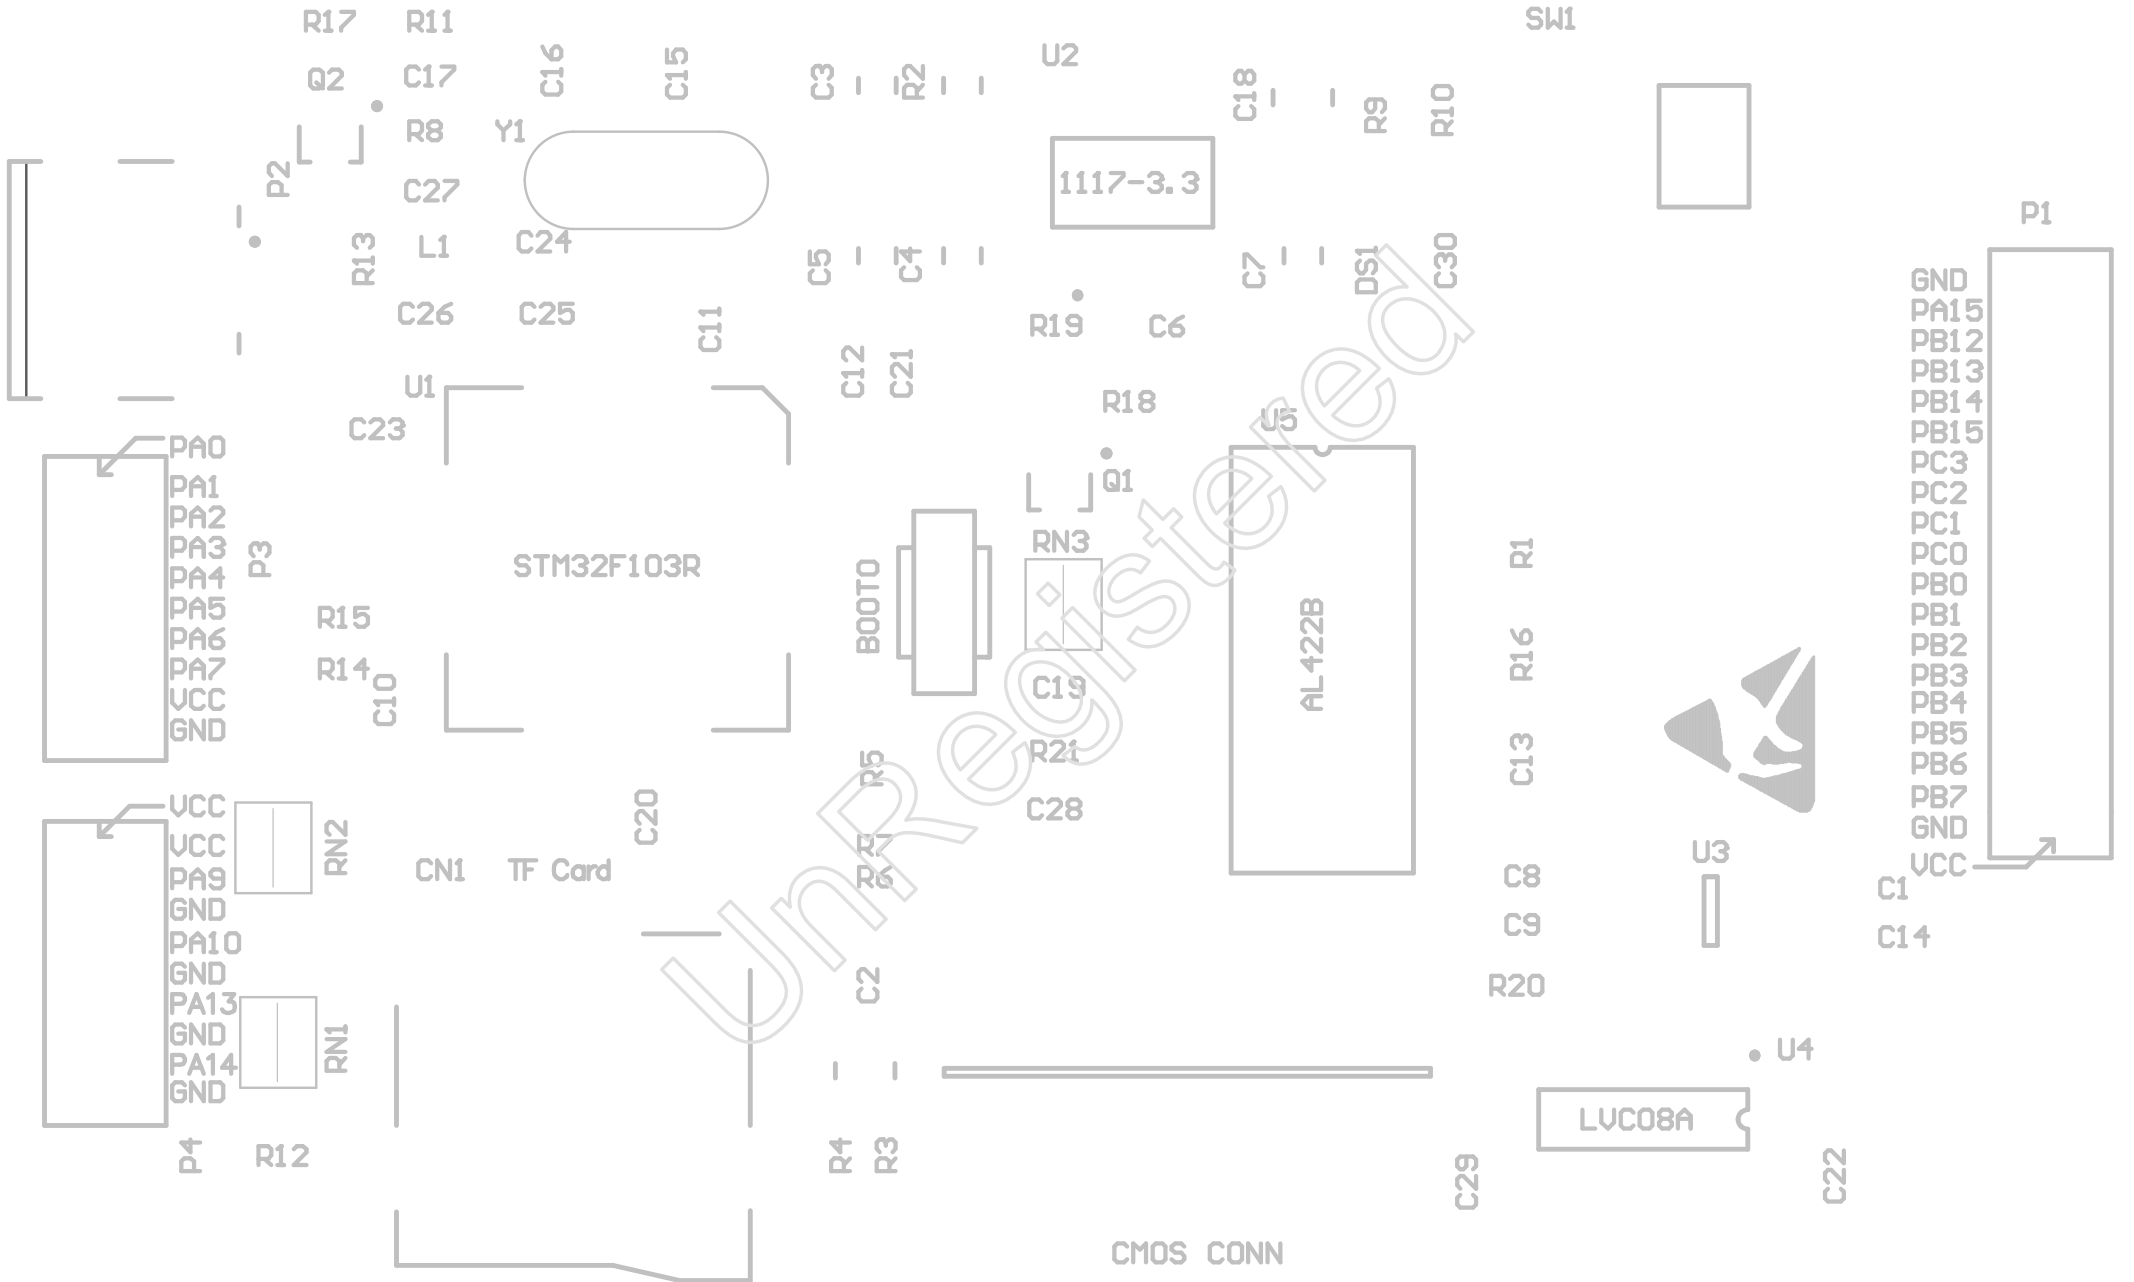 R17
R11
SW1
C16
C15
U2
Q2
C17
C3
R2
C18
R9
R10
R8
Y1
P2
1117-3.3
C27
P1
R13
L1
C24
C5
C4
C7
DS1
C30
C26
C25
C11
R19
C6
C12
C21
U1
R18
C23
U5
Q1
PA0
PA1
PA2
PA3
PA4
PA5
PA6
PA7
VCC
GND
P3
STM32F103R
BOOT0
RN3
R1
R15
R14
C10
AL422B
R16
C19
GND
PA15
PB12
PB13
PB14
PB15
PC3
PC2
PC1
PC0
PB0
PB1
PB2
PB3
PB4
PB5
PB6
PB7
GND
VCC
R5
R21
C13
C20
C28
VCC
VCC
PA9
GND
PA10
GND
PA13
GND
PA14
GND
RN2
CN1 TF Card
R7
R6
U3
C8
C9
C1
C14
C2
R20
RN1
U4
LVC08A
P4
R12
R4
R3
C29
C22
CMOS CONN
UnRegistered